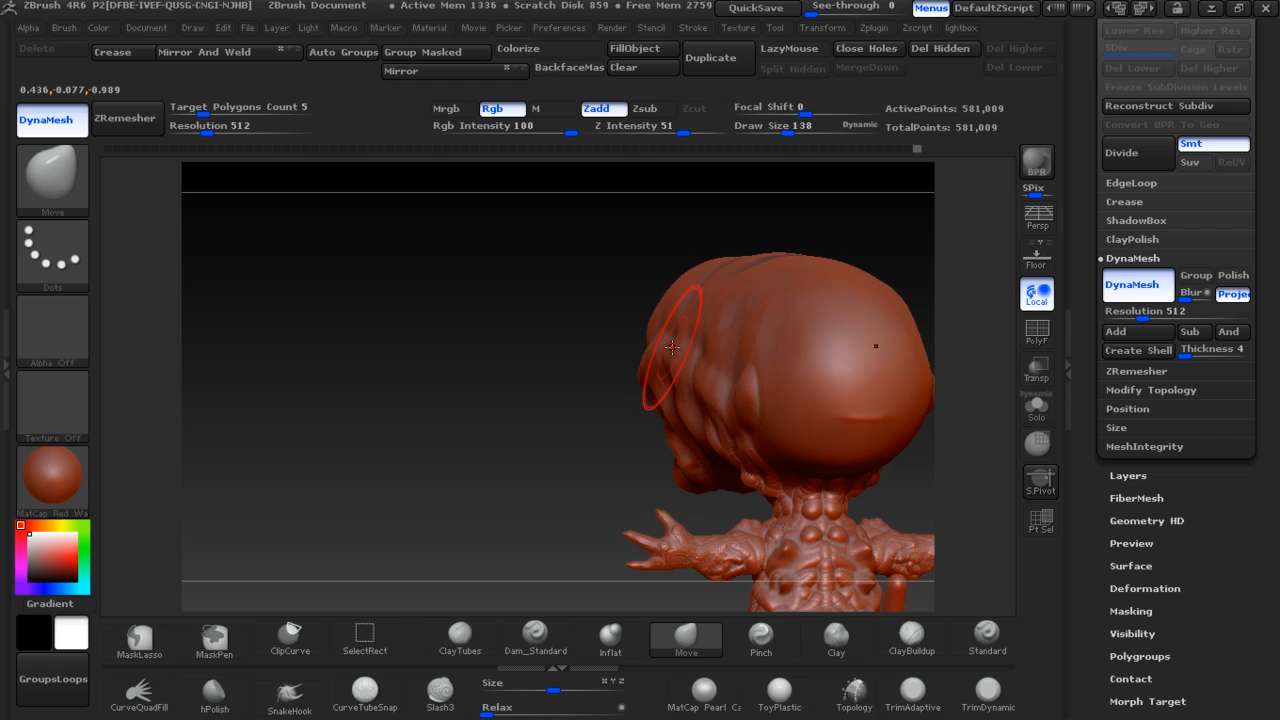 ZBrush 4R6 P2[DFBE-IVEF-QUSG-CNGI-NJHB] ZBrush Document • Active Mem 1336 • Scratch Disk 859 • Free Mem 2759 QuickSave See-through 0 Menus DefaultZScript
Alpha Brush Color Document Draw Edit File Layer Light Macro Marker Material Movie Picker Preferences Render Stencil Stroke Texture Tool Transform Zplugin Zscript lightbox
Delete Crease Mirror And Weld Auto Groups Group Masked Colorize FillObject LazyMouse Close Holes Del Hidden Del Higher
Mirror BackfaceMas Clear Duplicate Split Hidden MergeDown Del Lower
0.436,-0.077,-0.989
DynaMesh ZRemesher Target Polygons Count 5 Mrgb Rgb M Zadd Zsub Zcut Focal Shift 0 ActivePoints: 581,009
Resolution 512 Rgb Intensity 100 Z Intensity 51 Draw Size 138 Dynamic TotalPoints: 581,009
Move
Dots
Alpha Off
Texture Off
MatCap Red Wa
Gradient
GroupsLoops
BPR
SPix
Persp
Floor
Local
PolyF
Transp
Dynamic
Solo
S.Pivot
Pt Sel
Lower Res Higher Res
SDiv Cage Rstr
Del Lower Del Higher
Freeze SubDivision Levels
Reconstruct Subdiv
Convert BPR To Geo
Divide Smt
Suv ReUV
EdgeLoop
Crease
ShadowBox
ClayPolish
DynaMesh
DynaMesh Group Polish
Blur Projec
Resolution 512
Add Sub And
Create Shell Thickness 4
ZRemesher
Modify Topology
Position
Size
MeshIntegrity
Layers
FiberMesh
Geometry HD
Preview
Surface
Deformation
Masking
Visibility
Polygroups
Contact
Morph Target
MaskLasso MaskPen ClipCurve SelectRect ClayTubes Dam_Standard Inflat Move Pinch Clay ClayBuildup Standard
CurveQuadFill hPolish SnakeHook CurveTubeSnap Slash3 Size X Y Z MatCap Pearl Ca ToyPlastic Topology TrimAdaptive TrimDynamic
Relax